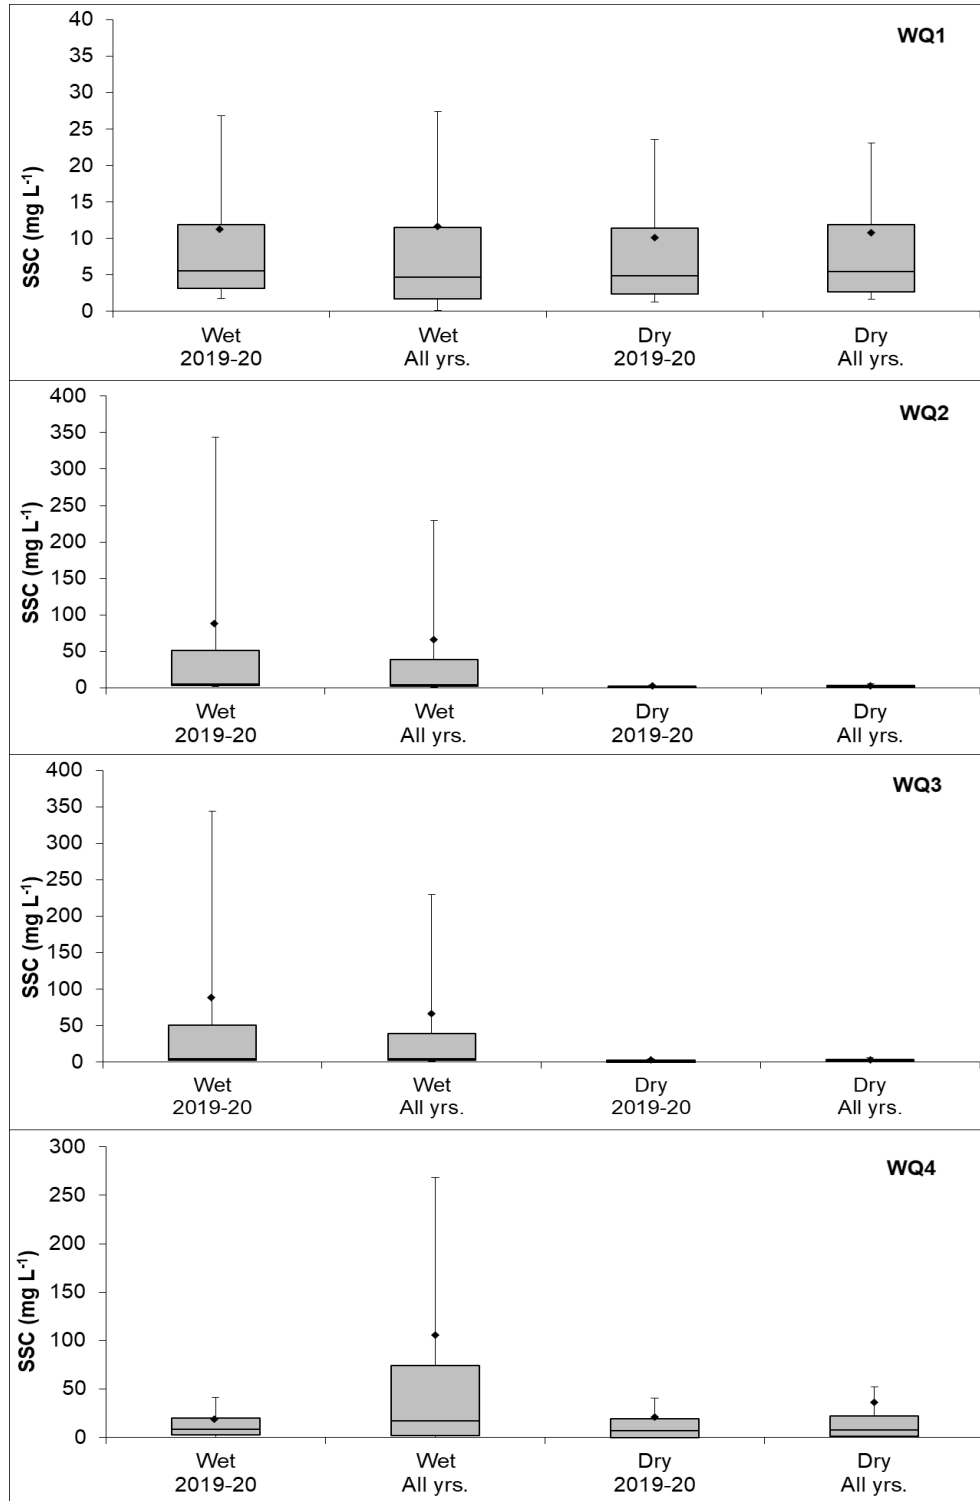 WQ1
SSC (mg L-1)
40
35
30
25
20
15
10
5
0
Wet Wet Dry Dry
2019-20 All yrs. 2019-20 All yrs.
WQ2
SSC (mg L-1)
400
350
300
250
200
150
100
50
0
Wet Wet Dry Dry
2019-20 All yrs. 2019-20 All yrs.
WQ3
SSC (mg L-1)
400
350
300
250
200
150
100
50
0
Wet Wet Dry Dry
2019-20 All yrs. 2019-20 All yrs.
WQ4
SSC (mg L-1)
300
250
200
150
100
50
0
Wet Wet Dry Dry
2019-20 All yrs. 2019-20 All yrs.